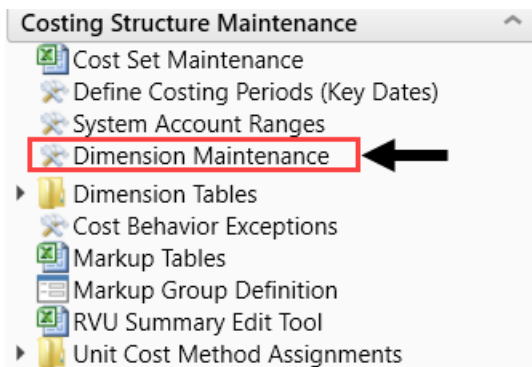 Costing Structure Maintenance
Cost Set Maintenance
Define Costing Periods (Key Dates)
System Account Ranges
Dimension Maintenance
Dimension Tables
Cost Behavior Exceptions
Markup Tables
Markup Group Definition
RVU Summary Edit Tool
Unit Cost Method Assignments